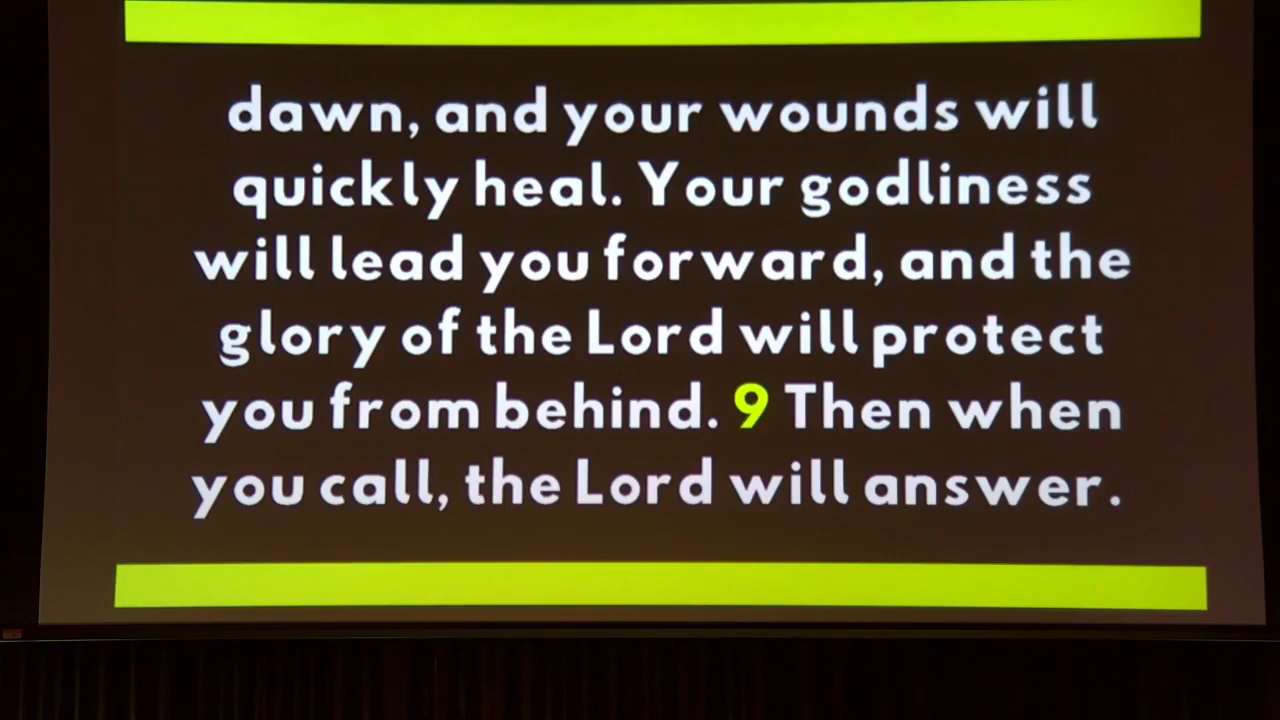 dawn, and your wounds will
quickly heal. Your godliness
will lead you forward, and the
glory of the Lord will protect
you from behind. 9 Then when
you call, the Lord will answer.